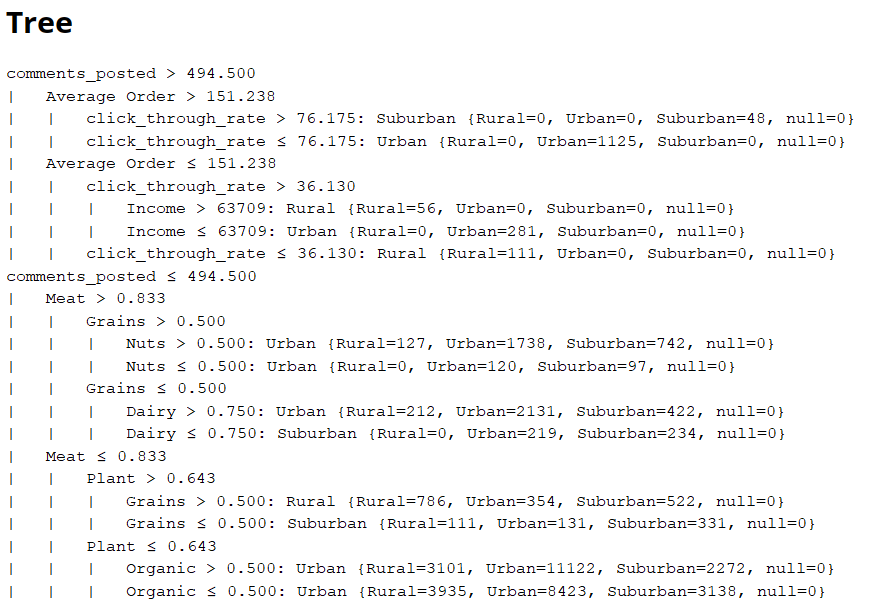 Tree
comments_posted > 494.500
| Average Order > 151.238
| | click_through_rate > 76.175: Suburban {Rural=0, Urban=0, Suburban=48, null=0}
| | click_through_rate ≤ 76.175: Urban {Rural=0, Urban=1125, Suburban=0, null=0}
| Average Order ≤ 151.238
| | click_through_rate > 36.130
| | | Income > 63709: Rural {Rural=56, Urban=0, Suburban=0, null=0}
| | | Income ≤ 63709: Urban {Rural=0, Urban=281, Suburban=0, null=0}
| | click_through_rate ≤ 36.130: Rural {Rural=111, Urban=0, Suburban=0, null=0}
comments_posted ≤ 494.500
| Meat > 0.833
| | Grains > 0.500
| | | Nuts > 0.500: Urban {Rural=127, Urban=1738, Suburban=742, null=0}
| | | Nuts ≤ 0.500: Urban {Rural=0, Urban=120, Suburban=97, null=0}
| | Grains ≤ 0.500
| | | Dairy > 0.750: Urban {Rural=212, Urban=2131, Suburban=422, null=0}
| | | Dairy ≤ 0.750: Suburban {Rural=0, Urban=219, Suburban=234, null=0}
| Meat ≤ 0.833
| | Plant > 0.643
| | | Grains > 0.500: Rural {Rural=786, Urban=354, Suburban=522, null=0}
| | | Grains ≤ 0.500: Suburban {Rural=111, Urban=131, Suburban=331, null=0}
| | Plant ≤ 0.643
| | | Organic > 0.500: Urban {Rural=3101, Urban=11122, Suburban=2272, null=0}
| | | Organic ≤ 0.500: Urban {Rural=3935, Urban=8423, Suburban=3138, null=0}